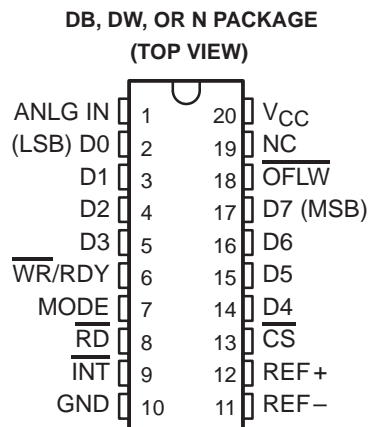 DB, DW, OR N PACKAGE
(TOP VIEW)
ANLG IN 1 20 VCC
(LSB) D0 2 19 NC
D1 3 18 OFLW
D2 4 17 D7 (MSB)
D3 5 16 D6
WR/RDY 6 15 D5
MODE 7 14 D4
RD 8 13 CS
INT 9 12 REF+
GND 10 11 REF–